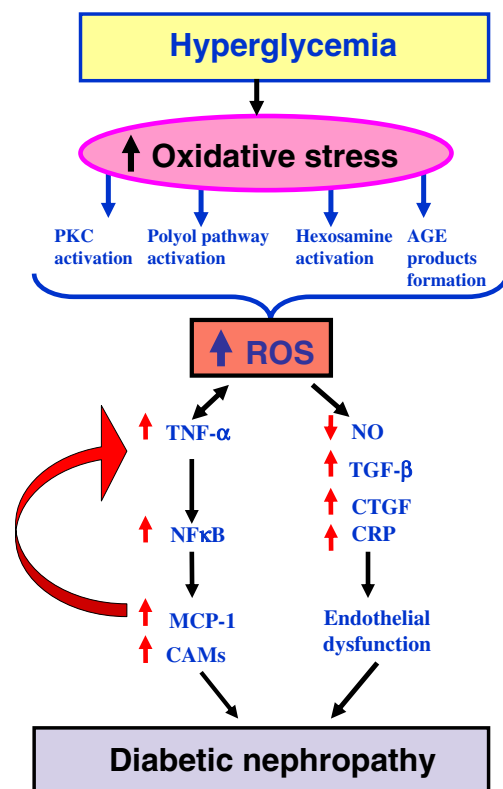 Hyperglycemia
Oxidative stress
PKC
activation
Polyol pathway
activation
Hexosamine
activation
AGE
products
formation
ROS
TNF-α
NFκB
MCP-1
CAMs
NO
TGF-β
CTGF
CRP
Endothelial
dysfunction
Diabetic nephropathy